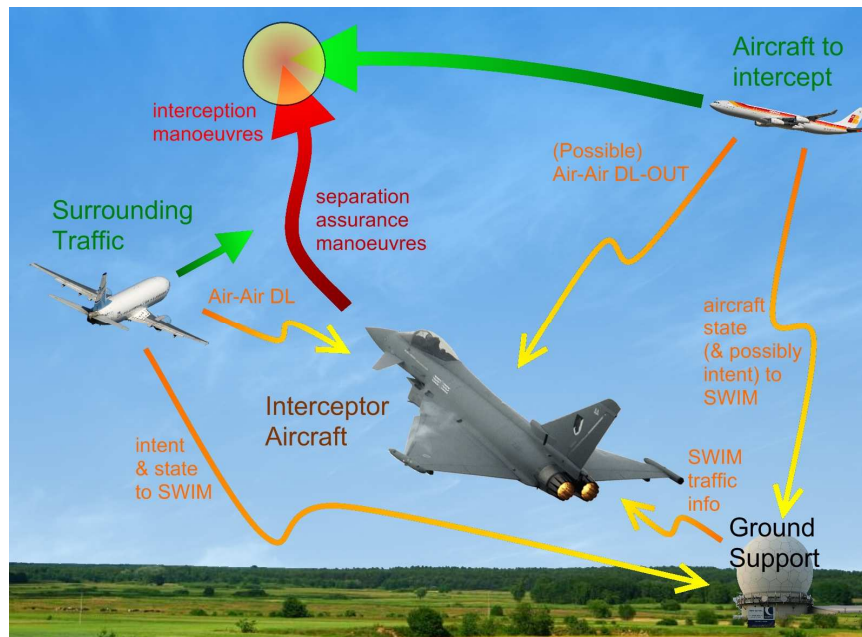 Aircraft to
intercept
interception
manoeuvres
(Possible)
Air-Air DL-OUT
separation
assurance
manoeuvres
Surrounding
Traffic
Air-Air DL
aircraft
state
(& possibly
intent) to
SWIM
Interceptor
Aircraft
intent
& state
to SWIM
SWIM
traffic
info
Ground
Support